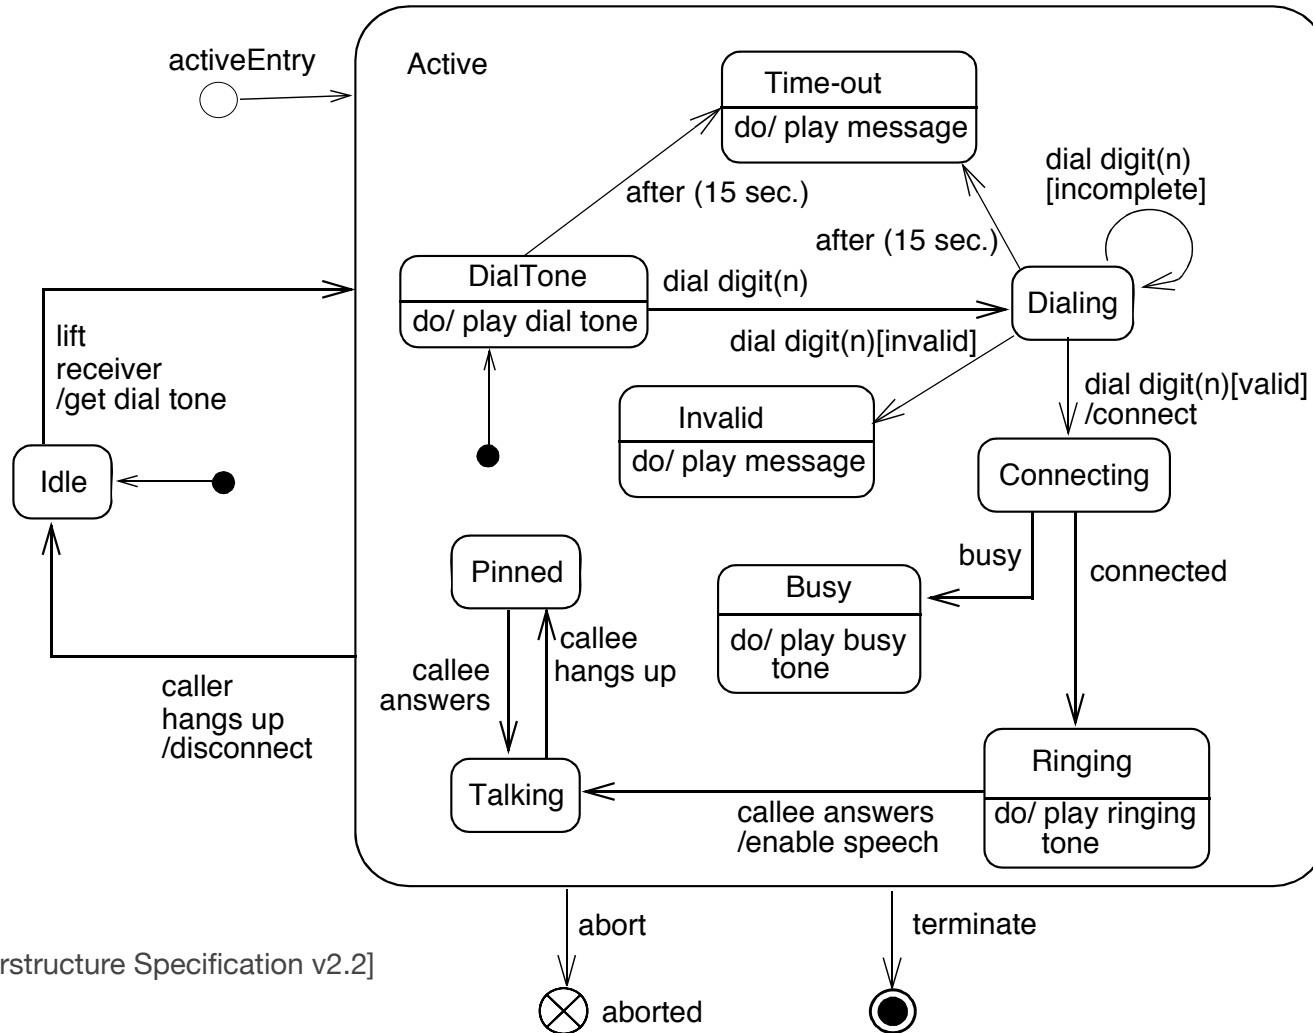 activeEntry
Active
Time-out
do/ play message
dial digit(n)
[incomplete]
after (15 sec.)
after (15 sec.)
DialTone
do/ play dial tone
dial digit(n)
Dialing
lift
receiver
/get dial tone
dial digit(n)[invalid]
dial digit(n)[valid]
/connect
Invalid
do/ play message
Idle
Connecting
Pinned
busy
connected
Busy
do/ play busy
tone
callee
hangs up
callee
answers
caller
hangs up
/disconnect
Talking
Ringing
do/ play ringing
tone
callee answers
/enable speech
abort
terminate
rstructure Specification v2.2]
aborted